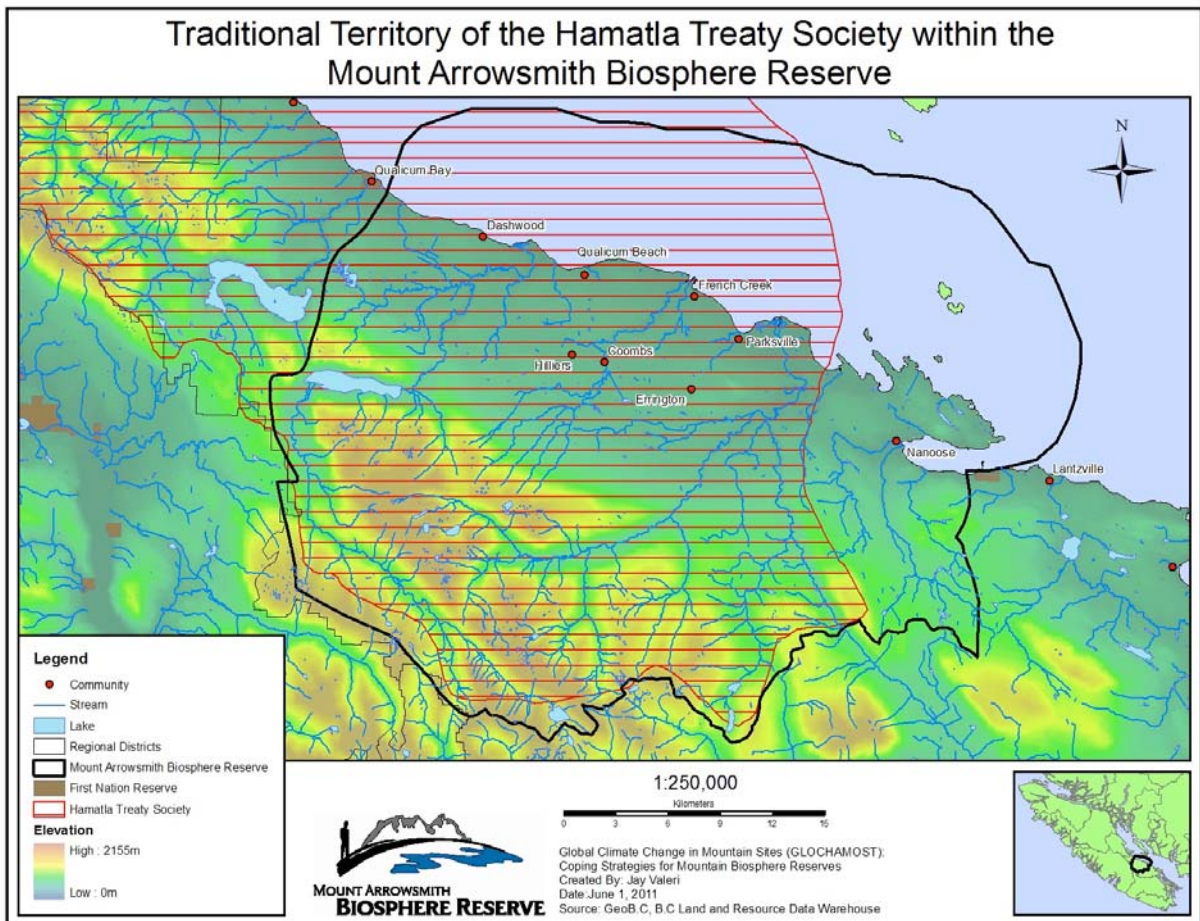 Traditional Territory of the Hamatla Treaty Society within the
Mount Arrowsmith Biosphere Reserve
N
Qualicum Bay
Dashwood
Qualicum Beach
French Creek
Parksville
Coombs
Hilliers
Errington
Nanoose
Lantzville
Legend
Community
Stream
Lake
Regional Districts
Mount Arrowsmith Biosphere Reserve
First Nation Reserve
Hamatla Treaty Society
Elevation
High : 2155m
Low : 0m
MOUNT ARROWSMITH
BIOSPHERE RESERVE
1:250,000
Kilometers
0 3 6 9 12 15
Global Climate Change in Mountain Sites (GLOCHAMOST):
Coping Strategies for Mountain Biosphere Reserves
Created By: Jay Valeri
Date:June 1, 2011
Source: GeoB.C, B.C Land and Resource Data Warehouse